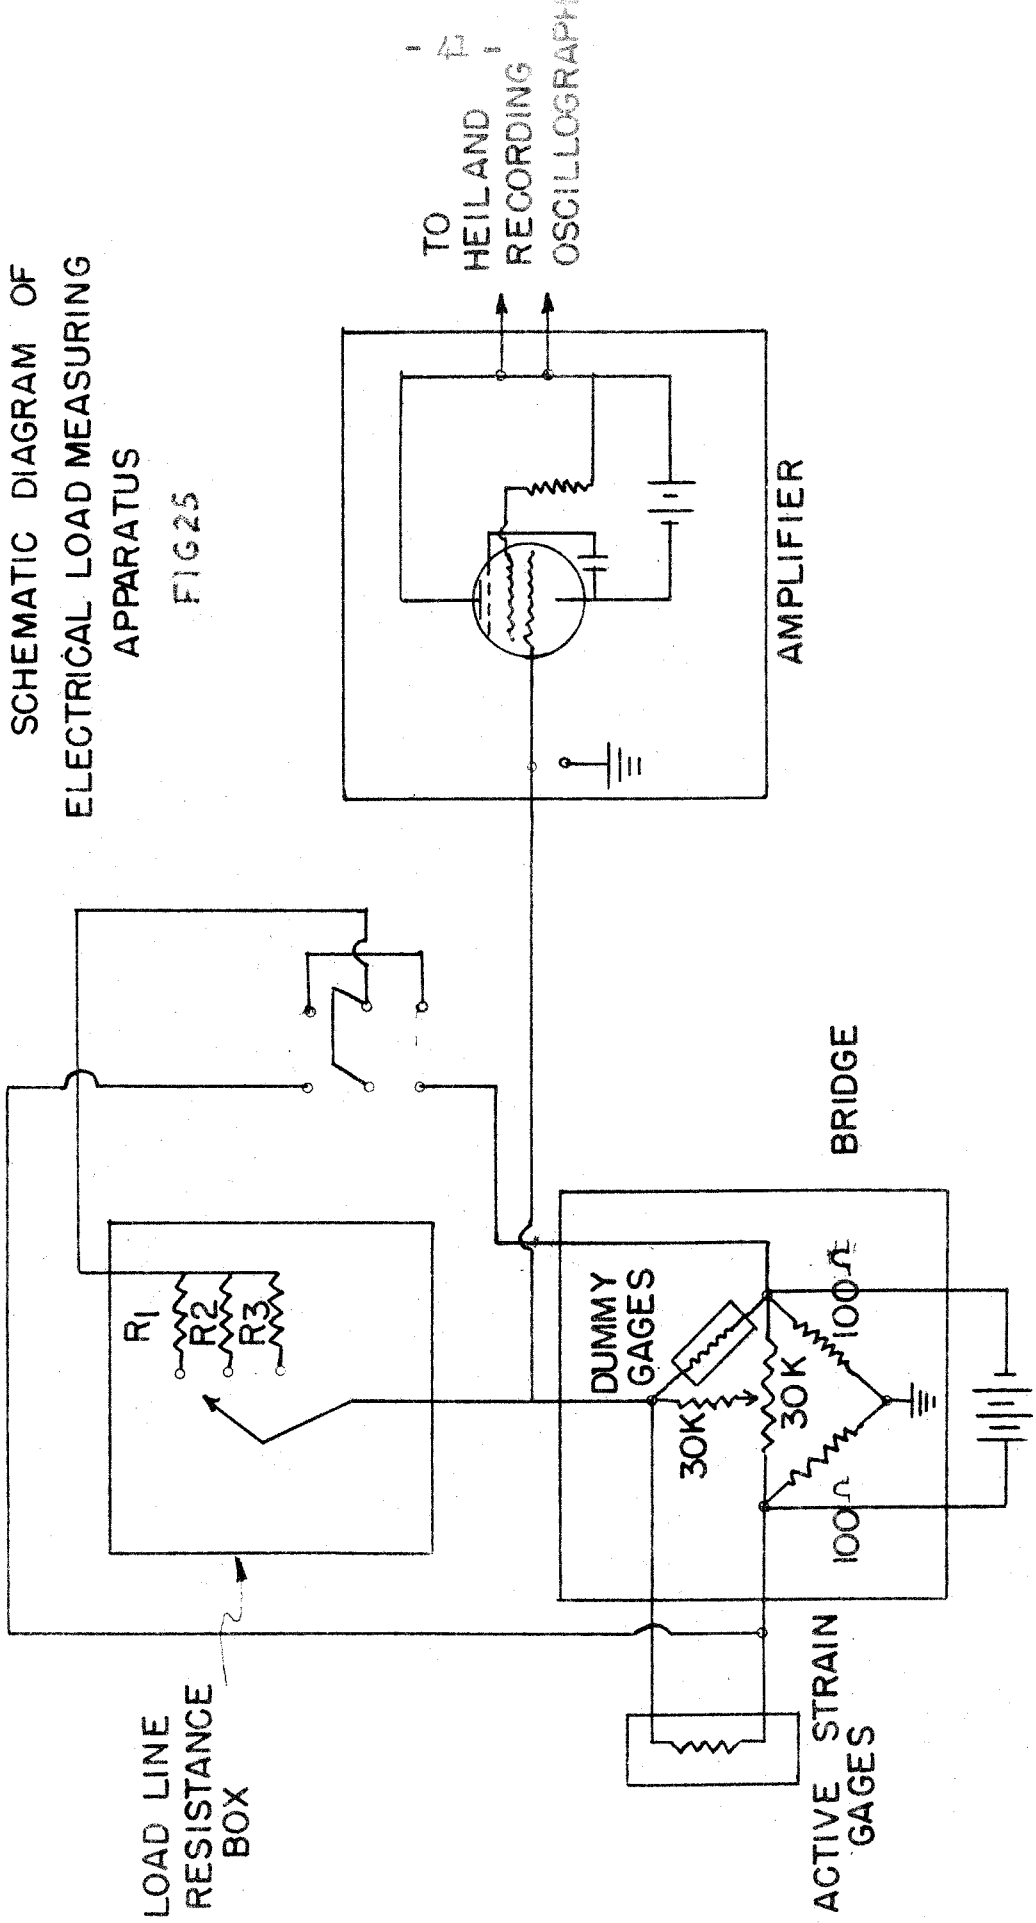 - 41 -
SCHEMATIC DIAGRAM OF
ELECTRICAL LOAD MEASURING
APPARATUS
FIG 25
TO
HEILAND
RECORDING
OSCILLOGRAPH
AMPLIFIER
LOAD LINE
RESISTANCE
BOX
R1
R2
R3
BRIDGE
DUMMY
GAGES
30K
30K
100Ω
100Ω
ACTIVE STRAIN
GAGES